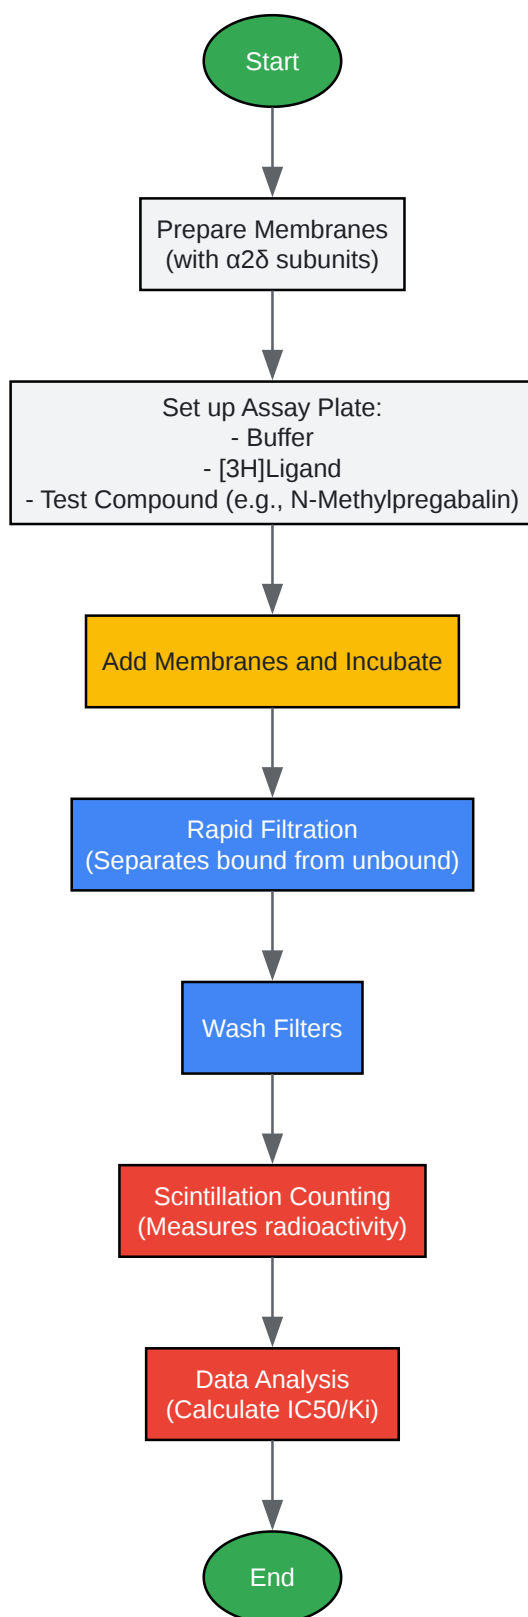 Start
Prepare Membranes
(with α2δ subunits)
Set up Assay Plate:
- Buffer
- [3H]Ligand
- Test Compound (e.g., N-Methylpregabalin)
Add Membranes and Incubate
Rapid Filtration
(Separates bound from unbound)
Wash Filters
Scintillation Counting
(Measures radioactivity)
Data Analysis
(Calculate IC50/Ki)
End